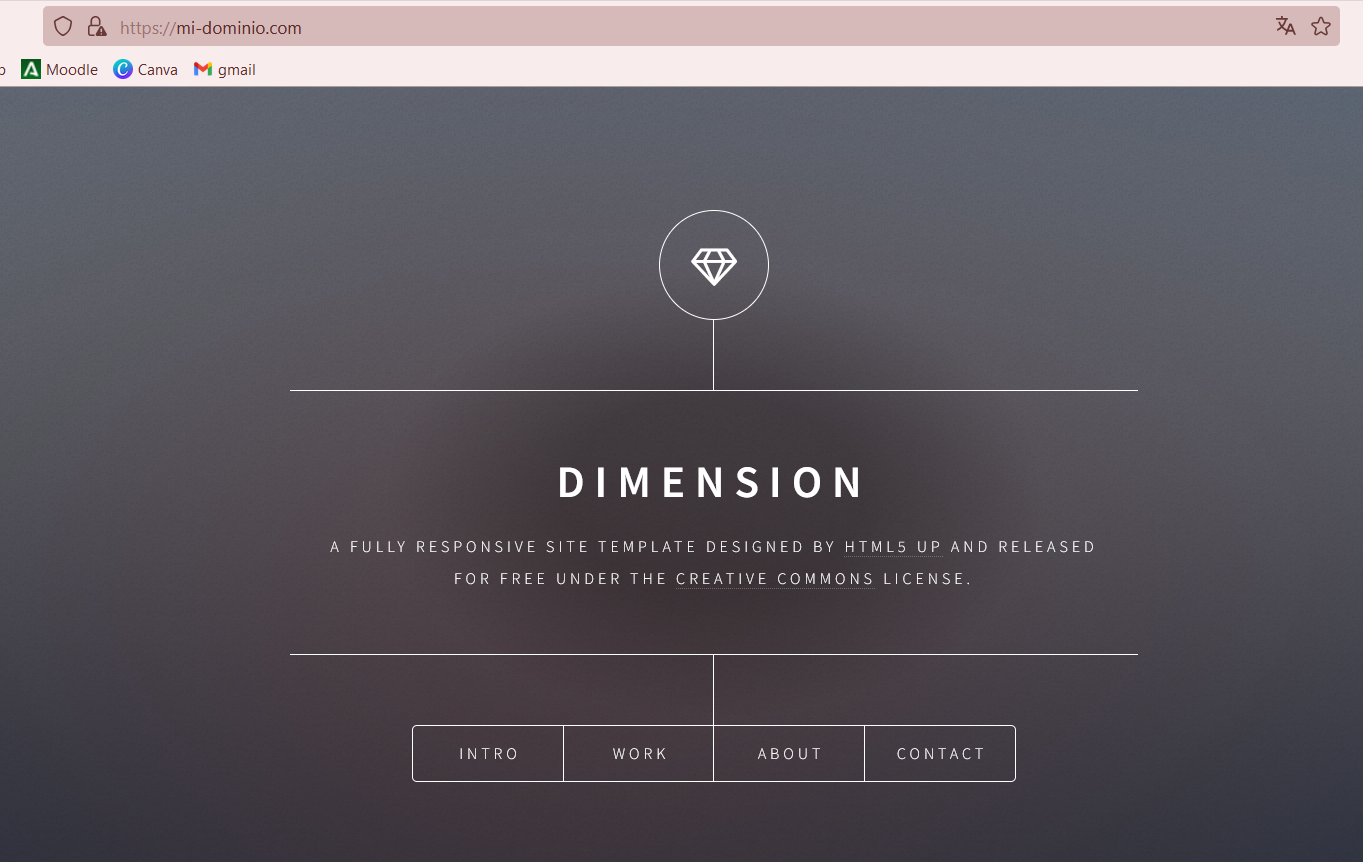 https://mi-dominio.com
Moodle Canva gmail
DIMENSION
A FULLY RESPONSIVE SITE TEMPLATE DESIGNED BY HTML5 UP AND RELEASED
FOR FREE UNDER THE CREATIVE COMMONS LICENSE.
INTRO WORK ABOUT CONTACT